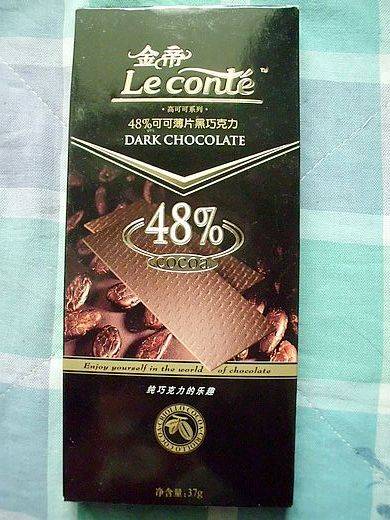 金帝
Le conté™
·高可可系列·
48%可可薄片黑巧克力
DARK CHOCOLATE
48%
cocoa
Enjoy yourself in the world of chocolate
纯巧克力的乐趣
净含量:37g